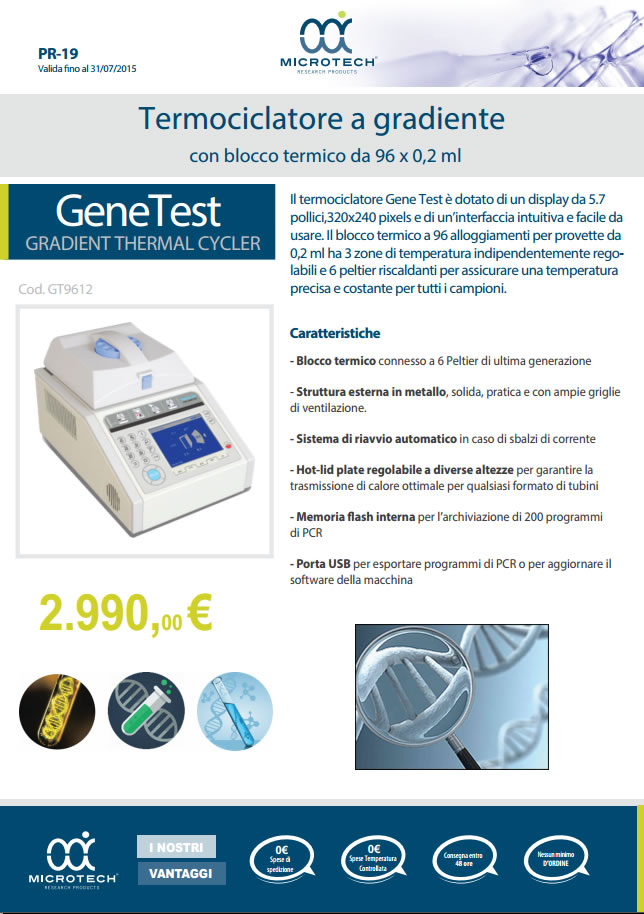 PR-19
Valida fino al 31/07/2015
MICROTECH®
RESEARCH PRODUCTS
Termociclatore a gradiente
con blocco termico da 96 x 0,2 ml
GeneTest
GRADIENT THERMAL CYCLER
Cod. GT9612
Il termociclatore Gene Test è dotato di un display da 5.7
pollici,320x240 pixels e di un’interfaccia intuitiva e facile da
usare. Il blocco termico a 96 alloggiamenti per provette da
0,2 ml ha 3 zone di temperatura indipendentemente rego-
labili e 6 peltier riscaldanti per assicurare una temperatura
precisa e costante per tutti i campioni.
Caratteristiche
- Blocco termico connesso a 6 Peltier di ultima generazione
- Struttura esterna in metallo, solida, pratica e con ampie griglie
di ventilazione.
- Sistema di riavvio automatico in caso di sbalzi di corrente
- Hot-lid plate regolabile a diverse altezze per garantire la
trasmissione di calore ottimale per qualsiasi formato di tubini
- Memoria flash interna per l’archiviazione di 200 programmi
di PCR
- Porta USB per esportare programmi di PCR o per aggiornare il
software della macchina
2.990,00 €
MICROTECH®
RESEARCH PRODUCTS
I NOSTRI
VANTAGGI
0€
Spese di
spedizione
0€
Spese Temperatura
Controllata
Consegna entro
48 ore
Nessun minimo
D'ORDINE